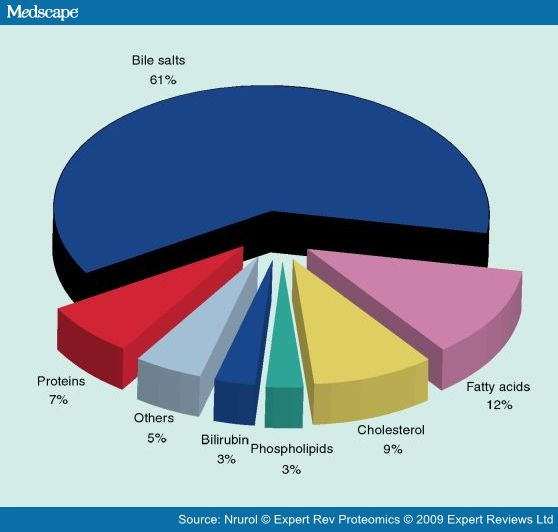 Medscape®
Bile salts
61%
Proteins
7%
Others
5%
Bilirubin
3%
Phospholipids
3%
Cholesterol
9%
Fatty acids
12%
Source: Nrurol © Expert Rev Proteomics © 2009 Expert Reviews Ltd